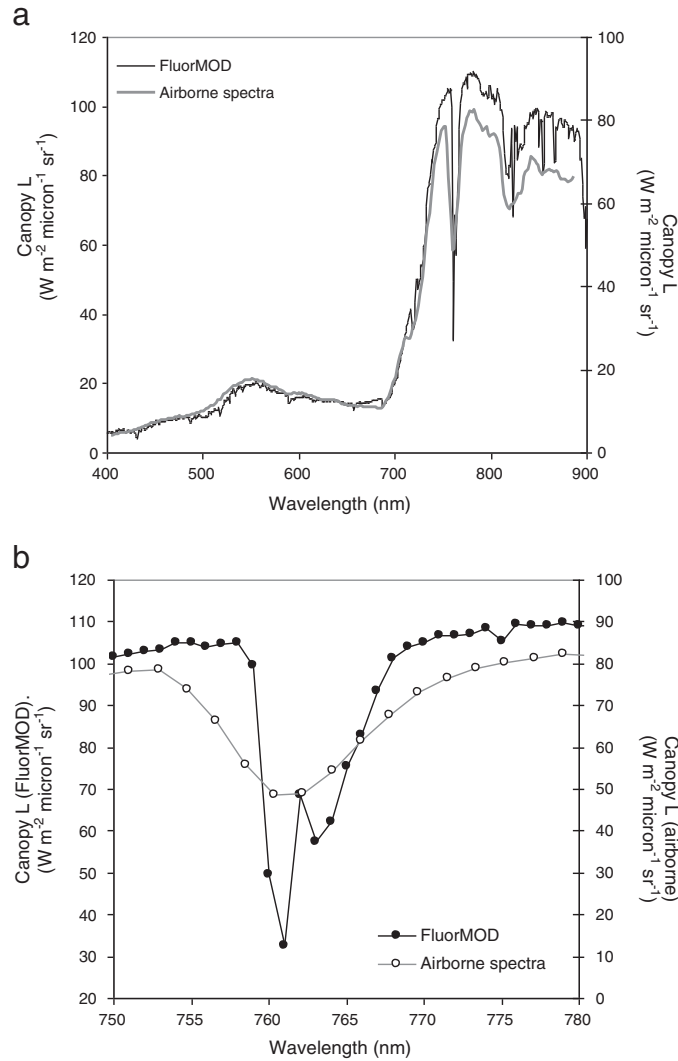 a
120
100
80
60
40
20
0
100
80
60
40
20
0
FluorMOD
Airborne spectra
Canopy L
(W m-2 micron-1 sr-1)
Canopy L
(W m-2 micron-1 sr-1)
400 500 600 700 800 900
Wavelength (nm)
b
120
110
100
90
80
70
60
50
40
30
20
100
90
80
70
60
50
40
30
20
10
0
Canopy L (FluorMOD).
(W m-2 micron-1 sr-1)
Canopy L (airborne)
(W m-2 micron-1 sr-1)
FluorMOD
Airborne spectra
750 755 760 765 770 775 780
Wavelength (nm)